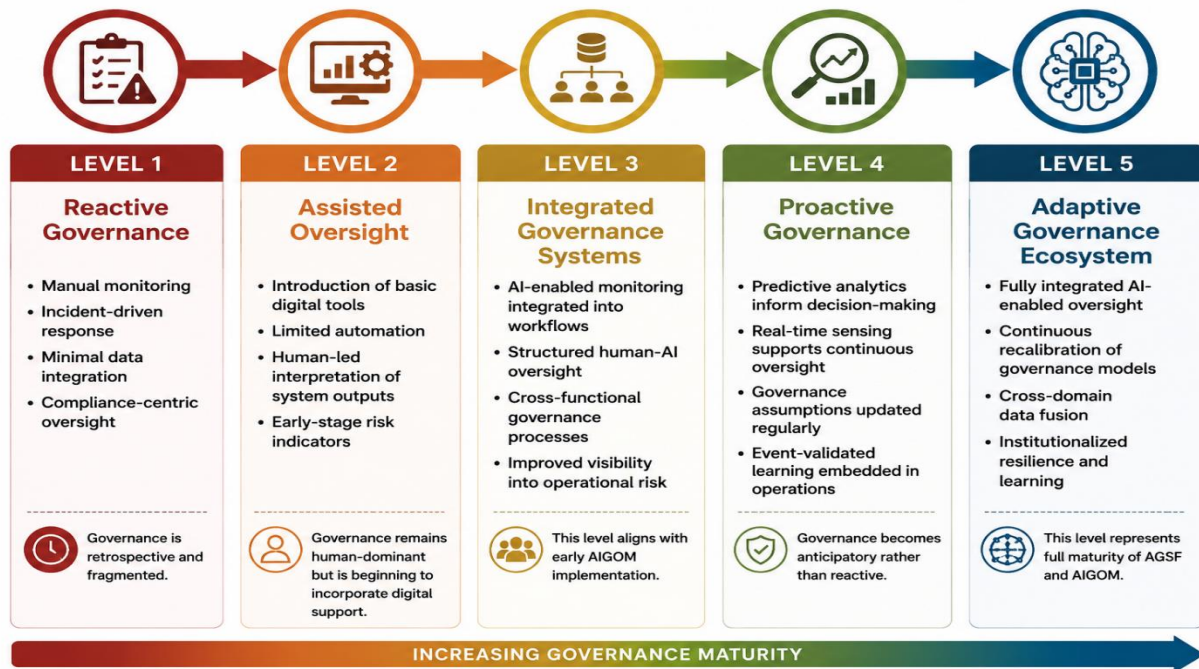 LEVEL 1
Reactive
Governance
• Manual monitoring
• Incident-driven
response
• Minimal data
integration
• Compliance-centric
oversight
Governance is
retrospective and
fragmented.
LEVEL 2
Assisted
Oversight
• Introduction of basic
digital tools
• Limited automation
• Human-led
interpretation of
system outputs
• Early-stage risk
indicators
Governance remains
human-dominant
but is beginning to
incorporate digital
support.
LEVEL 3
Integrated
Governance
Systems
• AI-enabled monitoring
integrated into
workflows
• Structured human-AI
oversight
• Cross-functional
governance
processes
• Improved visibility
into operational risk
This level aligns with
early AIGOM
implementation.
LEVEL 4
Proactive
Governance
• Predictive analytics
inform decision-making
• Real-time sensing
supports continuous
oversight
• Governance
assumptions updated
regularly
• Event-validated
learning embedded in
operations
Governance becomes
anticipatory rather
than reactive.
LEVEL 5
Adaptive
Governance
Ecosystem
• Fully integrated AI-
enabled oversight
• Continuous
recalibration of
governance models
• Cross-domain
data fusion
• Institutionalized
resilience and
learning
This level represents
full maturity of AGSF
and AIGOM.
INCREASING GOVERNANCE MATURITY